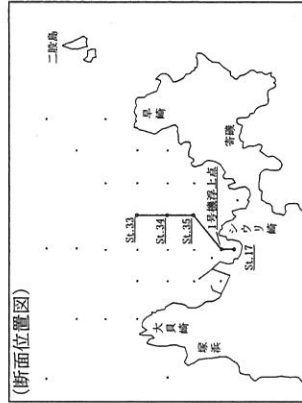 (断面位置図)
二股島
早崎
寄磯
St.33
St.34
St.35
1号機浮上点
シウリ崎
St.17
大貝崎
塚浜